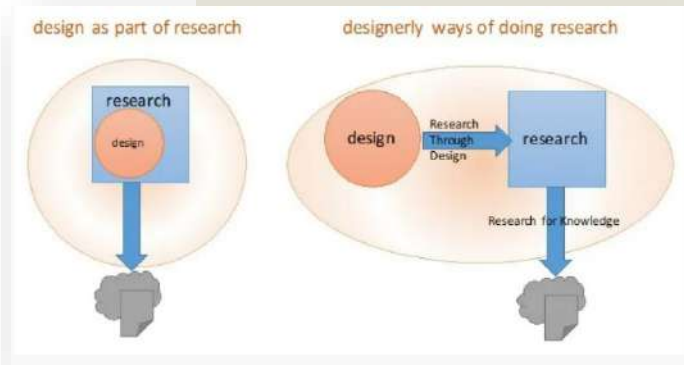 design as part of research
designerly ways of doing research
research
design
design
Research
Through
Design
research
Research for Knowledge